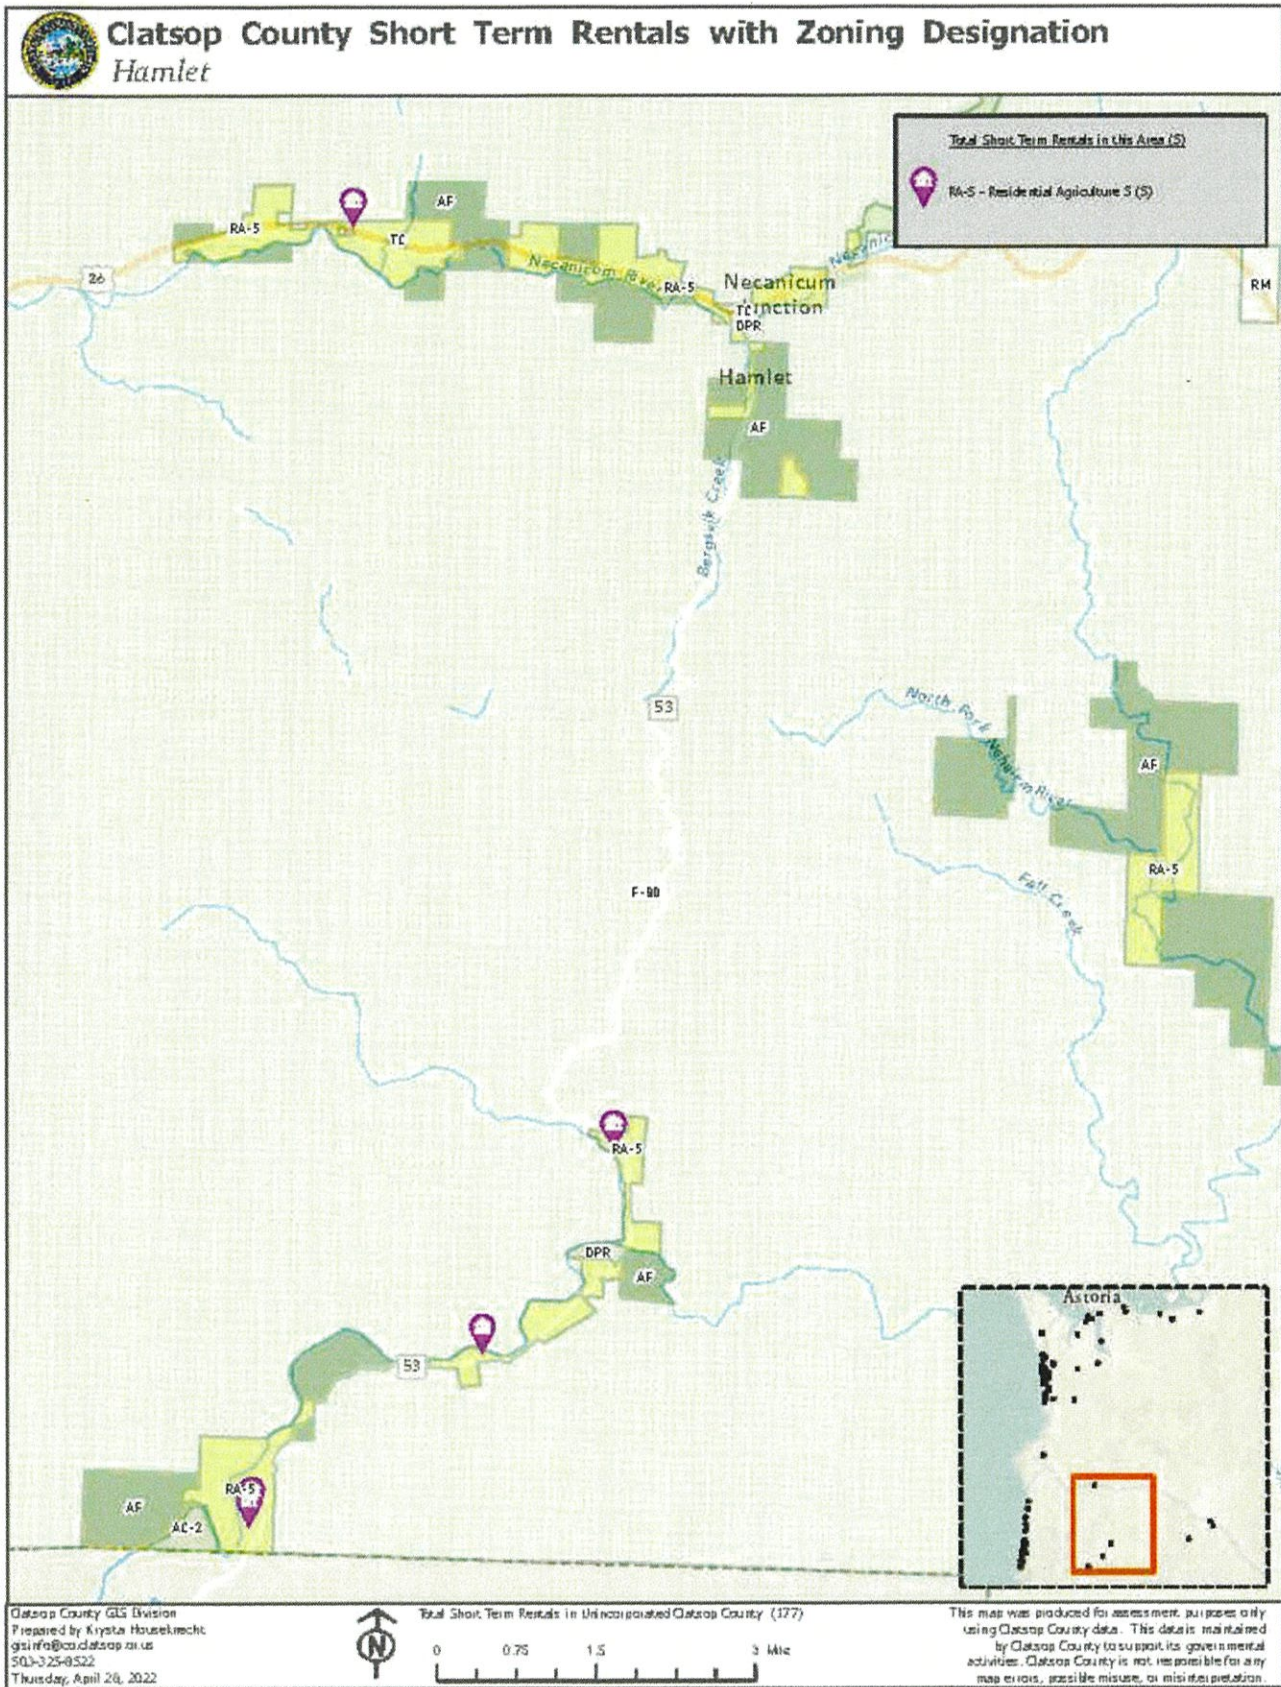 Clatsop County Short Term Rentals with Zoning Designation
Hamlet
Total Short Term Rentals in this Area (5)
RA-5 - Residential Agriculture 5 (5)
AF
RA-5
TC
26
Necanicum River
RA-5
Necanicum
Junction
TC
DPR
RM
Hamlet
AF
Bergsvik Creek
53
North Fork Nehalem River
AF
RA-5
Fall Creek
F-80
RA-5
DPR
AF
53
RA-5
AF
AC-2
Astoria
Clatsop County GIS Division
Prepared by Krysta Houseknecht
gisinfo@co.clatsop.or.us
503-325-8522
Thursday, April 28, 2022
N
Total Short Term Rentals in Unincorporated Clatsop County (177)
0 0.75 1.5 3 Mile
This map was produced for assessment purposes only
using Clatsop County data. This data is maintained
by Clatsop County to support its governmental
activities. Clatsop County is not responsible for any
map errors, possible misuse, or misinterpretation.